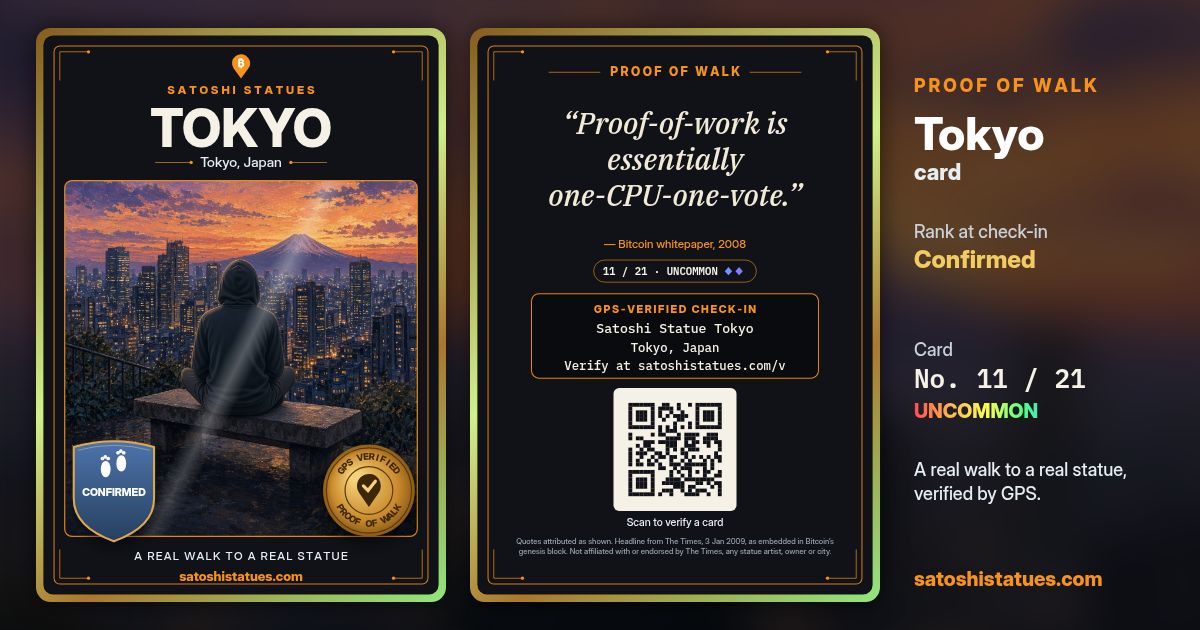 SATOSHI STATUES
TOKYO
Tokyo, Japan
CONFIRMED
GPS VERIFIED
PROOF OF WALK
A REAL WALK TO A REAL STATUE
satoshistatues.com
PROOF OF WALK
“Proof-of-work is
essentially
one-CPU-one-vote.”
— Bitcoin whitepaper, 2008
11 / 21 · UNCOMMON
GPS-VERIFIED CHECK-IN
Satoshi Statue Tokyo
Tokyo, Japan
Verify at satoshistatues.com/v
Scan to verify a card
Quotes attributed as shown. Headline from The Times, 3 Jan 2009, as embedded in Bitcoin's
genesis block. Not affiliated with or endorsed by The Times, any statue artist, owner or city.
PROOF OF WALK
Tokyo
card
Rank at check-in
Confirmed
Card
No. 11 / 21
UNCOMMON
A real walk to a real statue,
verified by GPS.
satoshistatues.com